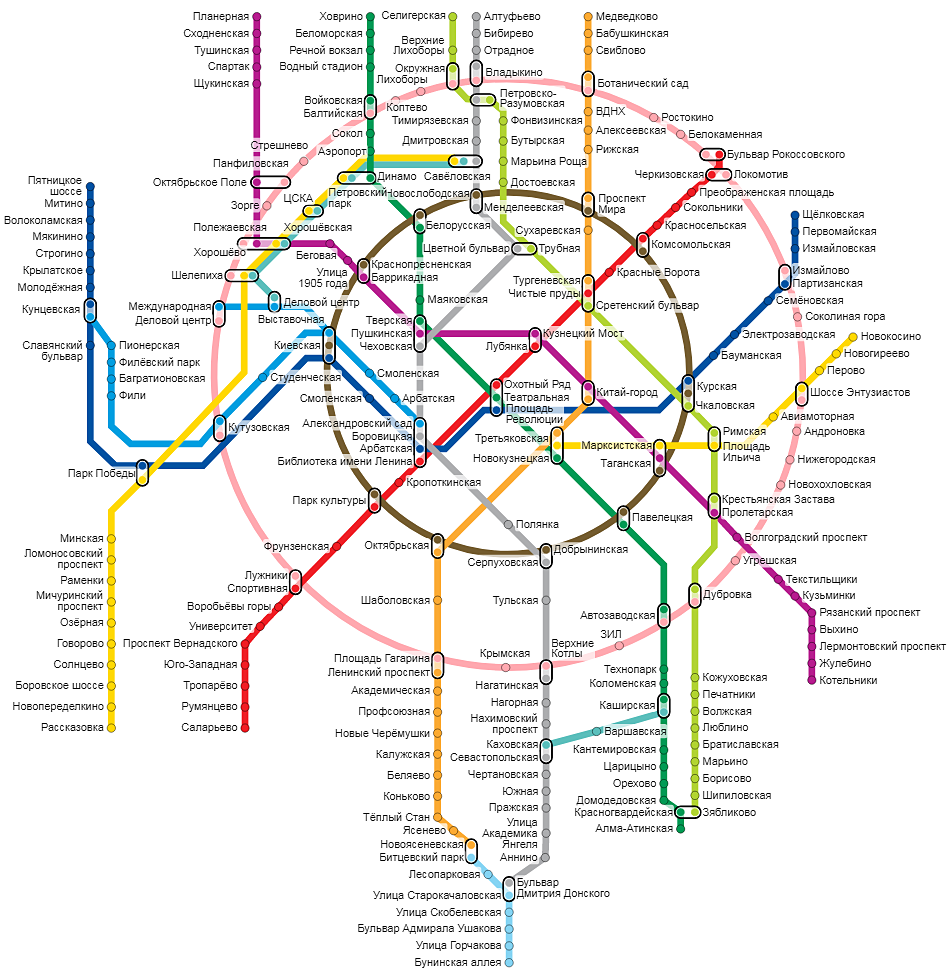 Планерная
Сходненская
Тушинская
Спартак
Щукинская
Ховрино
Беломорская
Речной вокзал
Водный стадион
Войковская
Балтийская
Сокол
Аэропорт
Селигерская
Верхние
Лихоборы
Окружная
Лихоборы
Коптево
Алтуфьево
Бибирево
Отрадное
Владыкино
Петровско-
Разумовская
Тимирязевская
Фонвизинская
Дмитровская
Бутырская
Савёловская
Марьина Роща
Достоевская
Медведково
Бабушкинская
Свиблово
Ботанический сад
ВДНХ
Алексеевская
Рижская
Проспект
Мира
Сухаревская
Ростокино
Белокаменная
Бульвар Рокоссовского
Черкизовская
Локомотив
Преображенская площадь
Сокольники
Красносельская
Комсомольская
Красные Ворота
Стрешнево
Панфиловская
Октябрьское Поле
Зорге
Полежаевская
Хорошёво
ЦСКА
Петровский
парк
Динамо
Хорошёвская
Беговая
Шелепиха
Улица
1905 года
Краснопресненская
Баррикадная
Новослободская
Менделеевская
Белорусская
Цветной бульвар
Трубная
Тургеневская
Чистые пруды
Сретенский бульвар
Пятницкое
шоссе
Митино
Волоколамская
Мякинино
Строгино
Крылатское
Молодёжная
Кунцевская
Славянский
бульвар
Пионерская
Филёвский парк
Багратионовская
Фили
Международная
Деловой центр
Деловой центр
Выставочная
Киевская
Студенческая
Кутузовская
Парк Победы
Маяковская
Тверская
Пушкинская
Чеховская
Кузнецкий Мост
Лубянка
Смоленская
Смоленская
Арбатская
Охотный Ряд
Театральная
Площадь
Революции
Китай-город
Александровский сад
Боровицкая
Арбатская
Библиотека имени Ленина
Третьяковская
Новокузнецкая
Марксистская
Таганская
Кропоткинская
Парк культуры
Полянка
Павелецкая
Октябрьская
Добрынинская
Серпуховская
Щёлковская
Первомайская
Измайловская
Измайлово
Партизанская
Семёновская
Соколиная гора
Электрозаводская
Бауманская
Курская
Чкаловская
Новокосино
Новогиреево
Перово
Шоссе Энтузиастов
Авиамоторная
Андроновка
Римская
Площадь
Ильича
Нижегородская
Новохохловская
Крестьянская Застава
Пролетарская
Волгоградский проспект
Угрешская
Текстильщики
Кузьминки
Рязанский проспект
Выхино
Лермонтовский проспект
Жулебино
Котельники
Дубровка
Кожуховская
Печатники
Волжская
Люблино
Братиславская
Марьино
Борисово
Шипиловская
Зябликово
Автозаводская
ЗИЛ
Технопарк
Коломенская
Каширская
Варшавская
Кантемировская
Царицыно
Орехово
Домодедовская
Красногвардейская
Алма-Атинская
Тульская
Верхние
Котлы
Крымская
Нагатинская
Нагорная
Нахимовский
проспект
Каховская
Севастопольская
Чертановская
Южная
Пражская
Улица
Академика
Янгеля
Аннино
Бульвар
Дмитрия Донского
Шаболовская
Площадь Гагарина
Ленинский проспект
Академическая
Профсоюзная
Новые Черёмушки
Калужская
Беляево
Коньково
Тёплый Стан
Ясенево
Новоясеневская
Битцевский парк
Лесопарковая
Улица Старокачаловская
Улица Скобелевская
Бульвар Адмирала Ушакова
Улица Горчакова
Бунинская аллея
Фрунзенская
Лужники
Спортивная
Воробьёвы горы
Университет
Проспект Вернадского
Юго-Западная
Тропарёво
Румянцево
Саларьево
Минская
Ломоносовский
проспект
Раменки
Мичуринский
проспект
Озёрная
Говорово
Солнцево
Боровское шоссе
Новопеределкино
Рассказовка